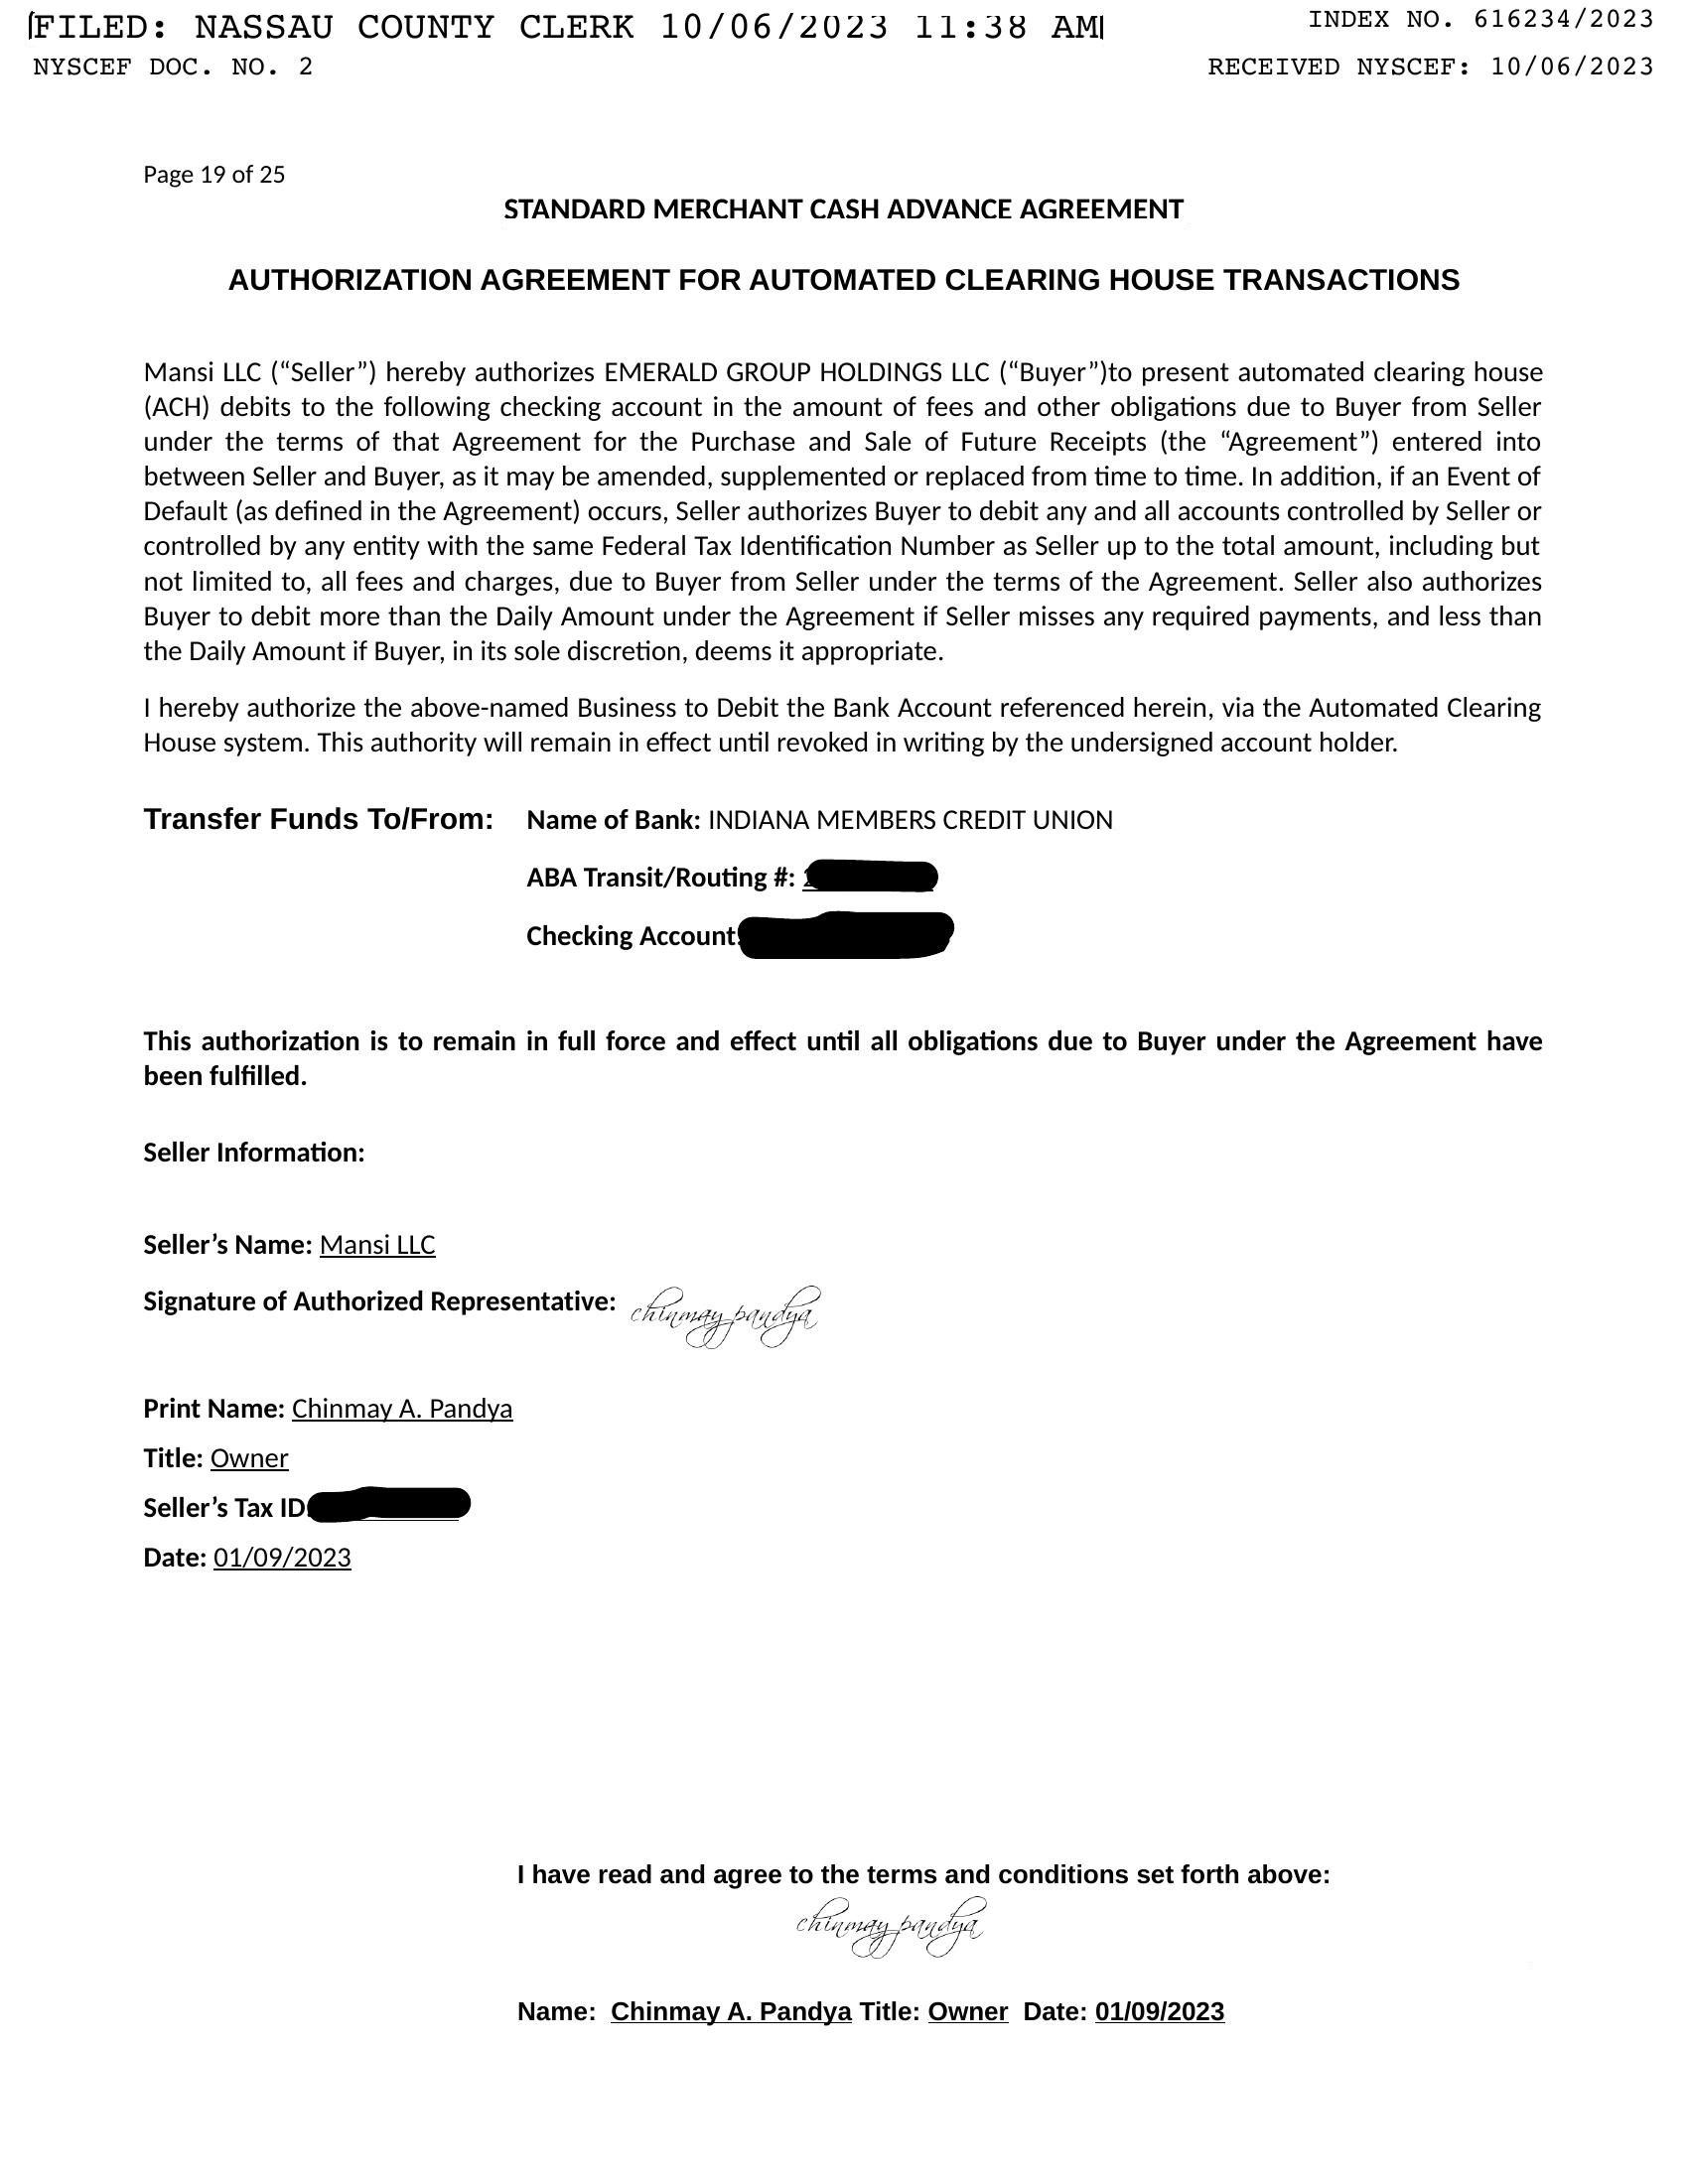 FILED: NASSAU COUNTY CLERK 10/06/2023 11:38 AM
INDEX NO. 616234/2023
NYSCEF DOC. NO. 2
RECEIVED NYSCEF: 10/06/2023
Page 19 of 25
STANDARD MERCHANT CASH ADVANCE AGREEMENT
AUTHORIZATION AGREEMENT FOR AUTOMATED CLEARING HOUSE TRANSACTIONS
Mansi LLC (“Seller”) hereby authorizes EMERALD GROUP HOLDINGS LLC (“Buyer”)to present automated clearing house
(ACH) debits to the following checking account in the amount of fees and other obligations due to Buyer from Seller
under the terms of that Agreement for the Purchase and Sale of Future Receipts (the “Agreement”) entered into
between Seller and Buyer, as it may be amended, supplemented or replaced from time to time. In addition, if an Event of
Default (as defined in the Agreement) occurs, Seller authorizes Buyer to debit any and all accounts controlled by Seller or
controlled by any entity with the same Federal Tax Identification Number as Seller up to the total amount, including but
not limited to, all fees and charges, due to Buyer from Seller under the terms of the Agreement. Seller also authorizes
Buyer to debit more than the Daily Amount under the Agreement if Seller misses any required payments, and less than
the Daily Amount if Buyer, in its sole discretion, deems it appropriate.
I hereby authorize the above-named Business to Debit the Bank Account referenced herein, via the Automated Clearing
House system. This authority will remain in effect until revoked in writing by the undersigned account holder.
Transfer Funds To/From: Name of Bank: INDIANA MEMBERS CREDIT UNION
ABA Transit/Routing #:
Checking Account:
This authorization is to remain in full force and effect until all obligations due to Buyer under the Agreement have
been fulfilled.
Seller Information:
Seller’s Name: Mansi LLC
Signature of Authorized Representative: chinmay pandya
Print Name: Chinmay A. Pandya
Title: Owner
Seller’s Tax ID
Date: 01/09/2023
I have read and agree to the terms and conditions set forth above:
chinmay pandya
Name: Chinmay A. Pandya Title: Owner Date: 01/09/2023